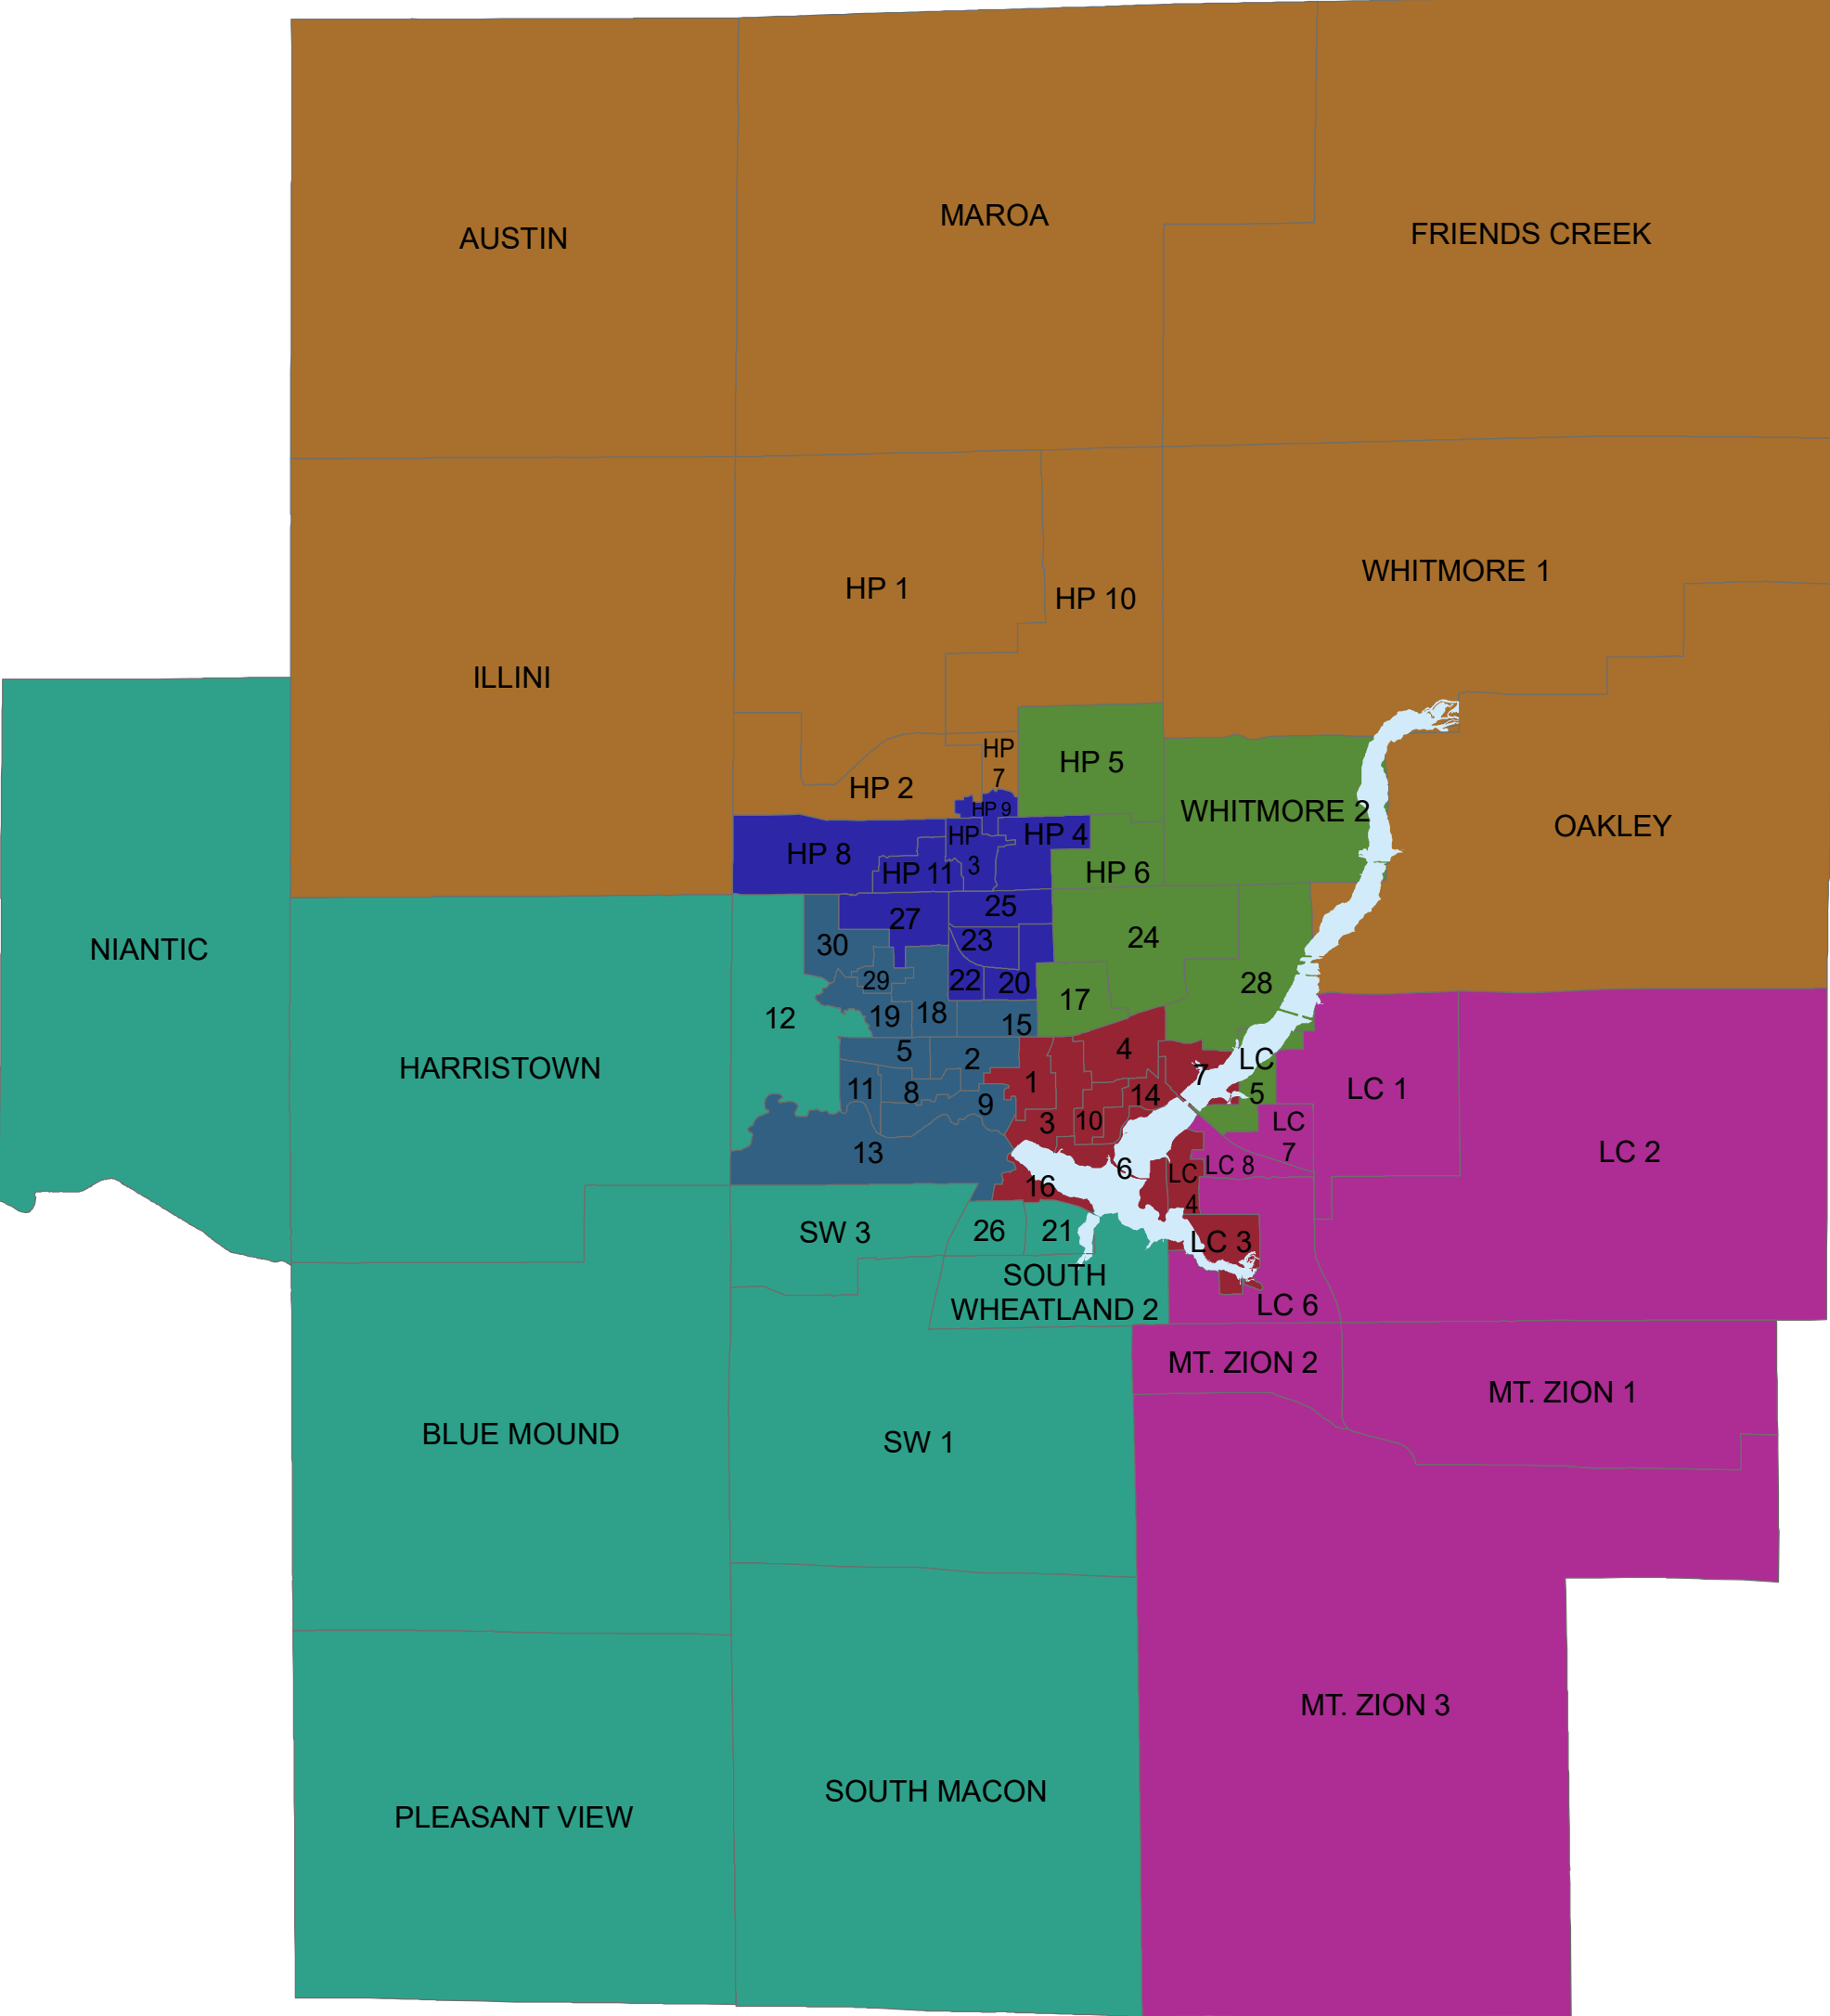 MAROA
FRIENDS CREEK
AUSTIN
WHITMORE 1
HP 1
HP 10
ILLINI
HP
7
HP 5
HP 2
HP 9
WHITMORE 2
OAKLEY
HP
3
HP 4
HP 8
HP 11
HP 6
25
27
23
24
30
NIANTIC
29
22
20
28
17
12
19
18
15
5
2
4
LC
5
HARRISTOWN
1
7
11
8
14
LC 1
9
3
10
LC
7
13
LC 8
LC 2
6
LC
4
16
SW 3
26
21
LC 3
SOUTH
WHEATLAND 2
LC 6
MT. ZION 2
MT. ZION 1
BLUE MOUND
SW 1
MT. ZION 3
SOUTH MACON
PLEASANT VIEW